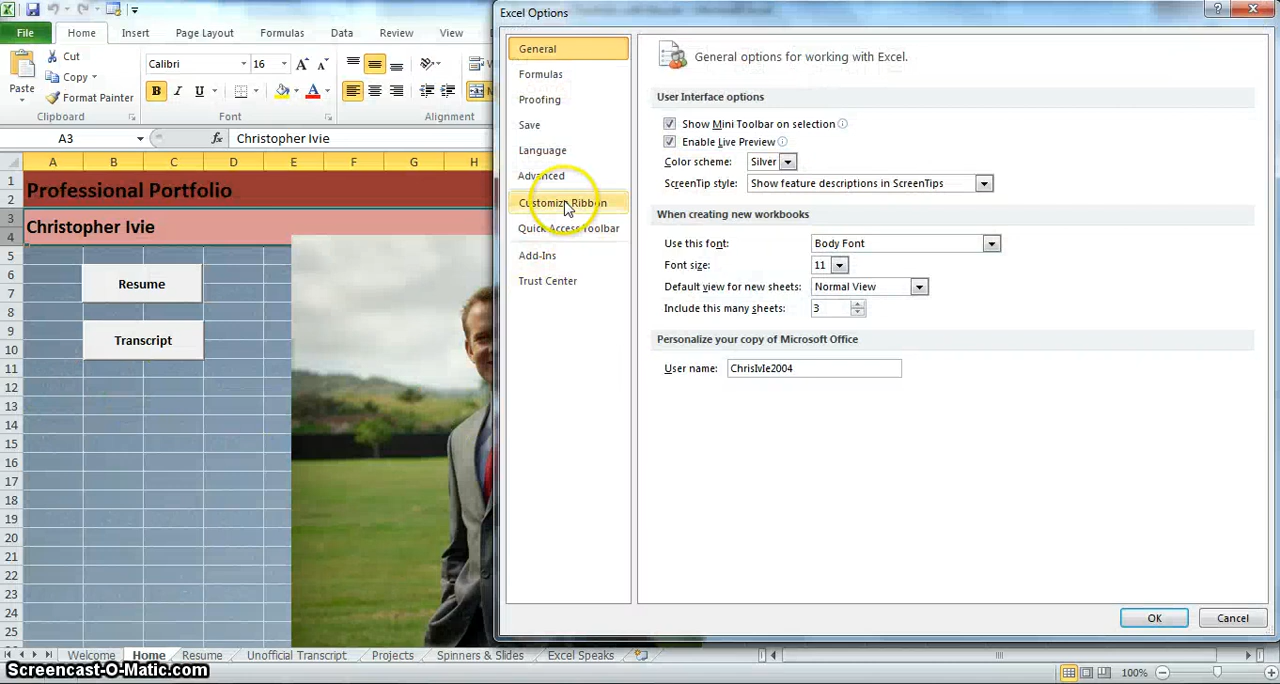 Excel Options
File Home Insert Page Layout Formulas Data Review View
Cut
Copy
Format Painter
Paste
Clipboard
Calibri 16
B I U A
Font
Alignment
A3 fx Christopher Ivie
A B C D E F G H
1
2
3
4
5
6
7
8
9
10
11
12
13
14
15
16
17
18
19
20
21
22
23
24
25
Professional Portfolio
Christopher Ivie
Resume
Transcript
General
Formulas
Proofing
Save
Language
Advanced
Customize Ribbon
Quick Access Toolbar
Add-Ins
Trust Center
General options for working with Excel.
User Interface options
Show Mini Toolbar on selection
Enable Live Preview
Color scheme: Silver
ScreenTip style: Show feature descriptions in ScreenTips
When creating new workbooks
Use this font: Body Font
Font size: 11
Default view for new sheets: Normal View
Include this many sheets: 3
Personalize your copy of Microsoft Office
User name: ChrisIvIe2004
OK Cancel
Welcome Home Resume Unofficial Transcript Projects Spinners & Slides Excel Speaks
Screencast-O-Matic.com
100%